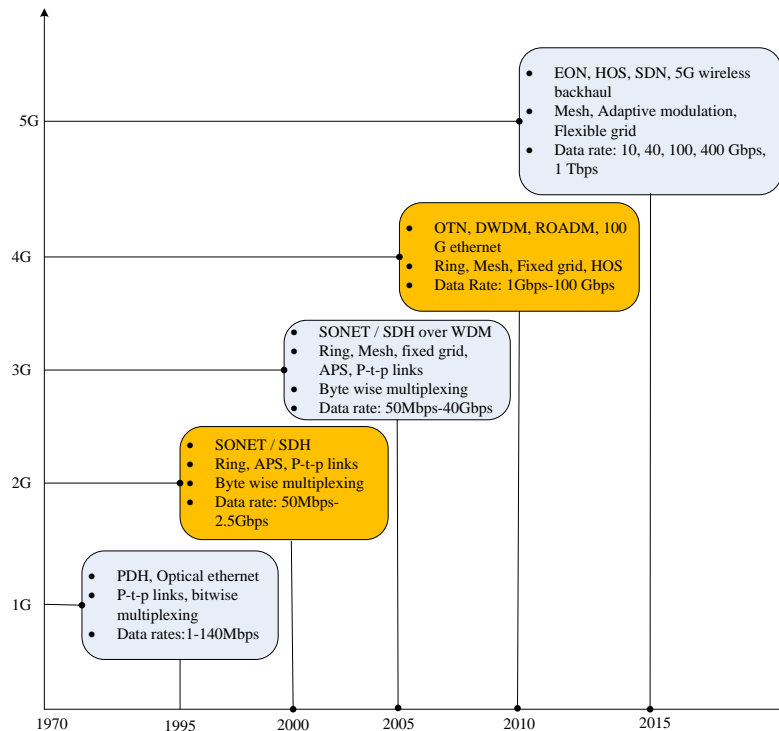 5G
EON, HOS, SDN, 5G wireless
backhaul
Mesh, Adaptive modulation,
Flexible grid
Data rate: 10, 40, 100, 400 Gbps,
1 Tbps
4G
OTN, DWDM, ROADM, 100
G ethernet
Ring, Mesh, Fixed grid, HOS
Data Rate: 1Gbps-100 Gbps
3G
SONET / SDH over WDM
Ring, Mesh, fixed grid,
APS, P-t-p links
Byte wise multiplexing
Data rate: 50Mbps-40Gbps
2G
SONET / SDH
Ring, APS, P-t-p links
Byte wise multiplexing
Data rate: 50Mbps-
2.5Gbps
1G
PDH, Optical ethernet
P-t-p links, bitwise
multiplexing
Data rates:1-140Mbps
1970
1995
2000
2005
2010
2015